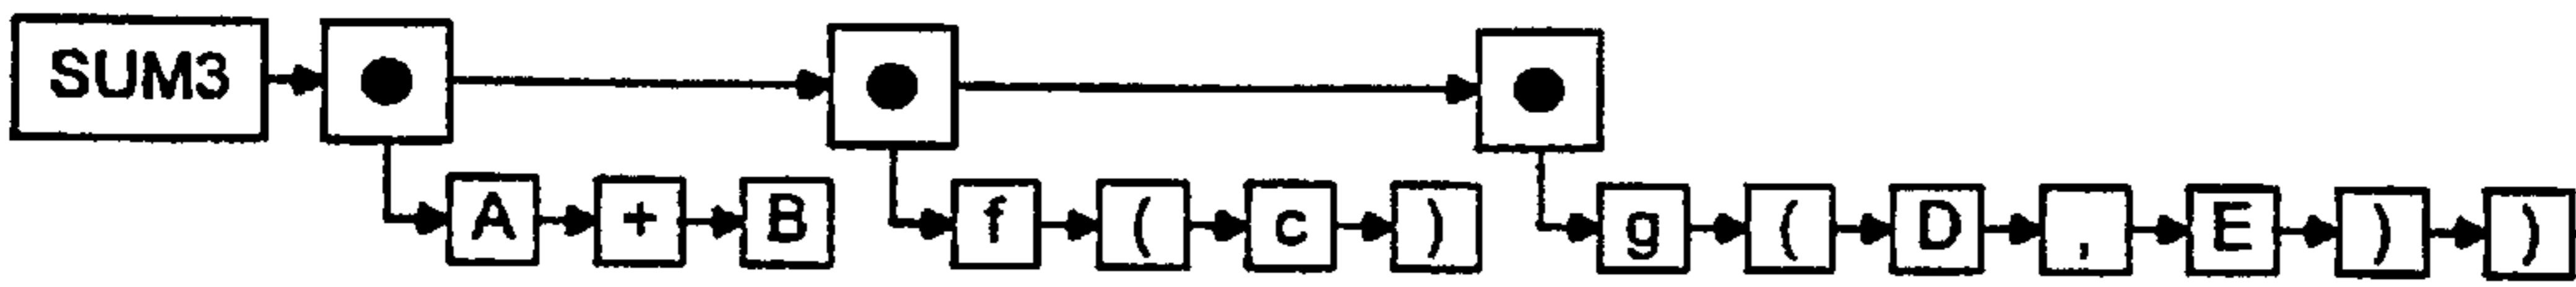 SUM3
A + B f ( c ) g ( D , E ) )